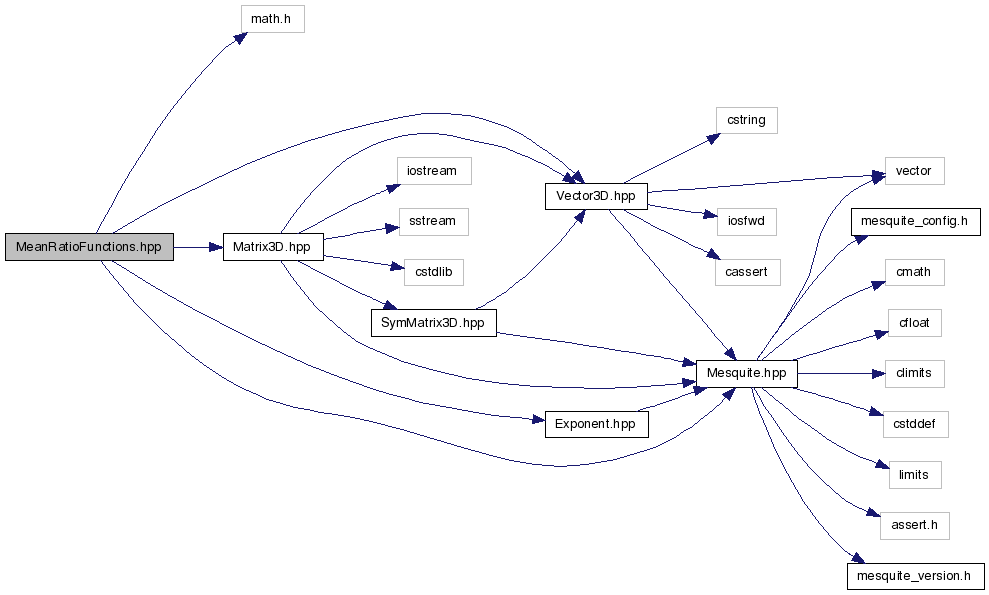 math.h
cstring
iostream
vector
Vector3D.hpp
sstream
iosfwd
mesquite_config.h
MeanRatioFunctions.hpp
Matrix3D.hpp
cstdlib
cassert
cmath
SymMatrix3D.hpp
cfloat
Mesquite.hpp
climits
Exponent.hpp
cstddef
limits
assert.h
mesquite_version.h